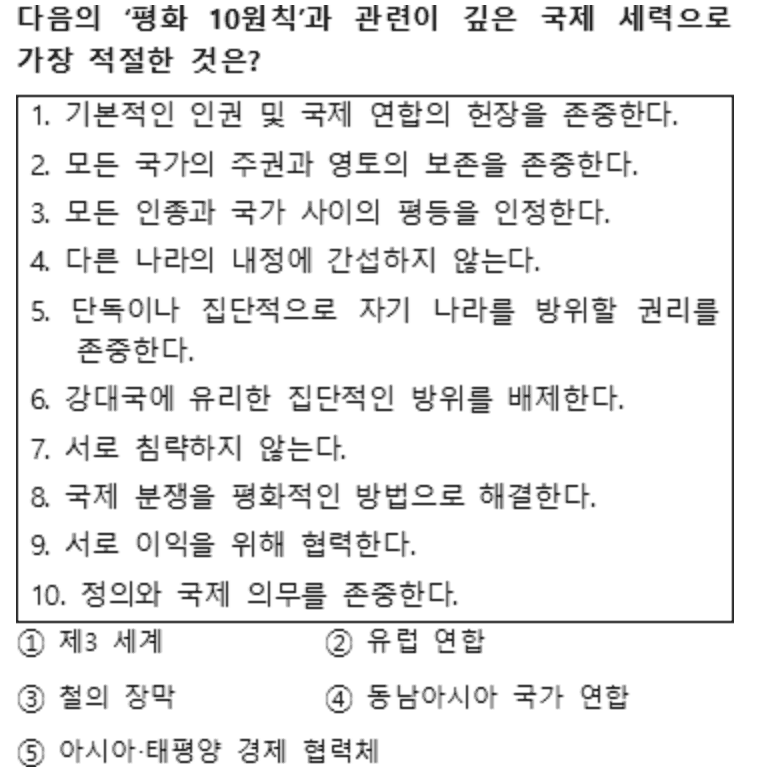 다음의 ‘평화 10원칙’과 관련이 깊은 국제 세력으로
가장 적절한 것은?
1. 기본적인 인권 및 국제 연합의 헌장을 존중한다.
2. 모든 국가의 주권과 영토의 보존을 존중한다.
3. 모든 인종과 국가 사이의 평등을 인정한다.
4. 다른 나라의 내정에 간섭하지 않는다.
5. 단독이나 집단적으로 자기 나라를 방위할 권리를
존중한다.
6. 강대국에 유리한 집단적인 방위를 배제한다.
7. 서로 침략하지 않는다.
8. 국제 분쟁을 평화적인 방법으로 해결한다.
9. 서로 이익을 위해 협력한다.
10. 정의와 국제 의무를 존중한다.
① 제3 세계 ② 유럽 연합
③ 철의 장막 ④ 동남아시아 국가 연합
⑤ 아시아·태평양 경제 협력체